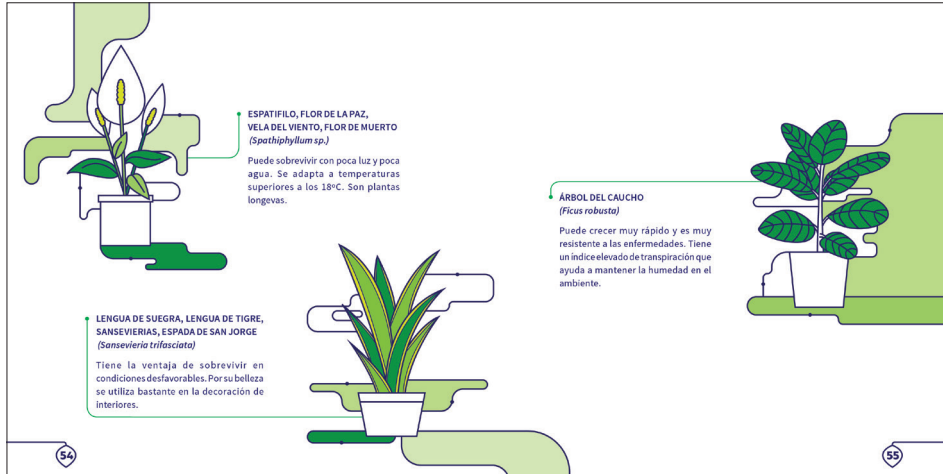 ESPATIFILO, FLOR DE LA PAZ,
VELA DEL VIENTO, FLOR DE MUERTO
(Spathiphyllum sp.)
Puede sobrevivir con poca luz y poca
agua. Se adapta a temperaturas
superiores a los 18ºC. Son plantas
longevas.
LENGUA DE SUEGRA, LENGUA DE TIGRE,
SANSEVIERIAS, ESPADA DE SAN JORGE
(Sansevieria trifasciata)
Tiene la ventaja de sobrevivir en
condiciones desfavorables. Por su belleza
se utiliza bastante en la decoración de
interiores.
54
ÁRBOL DEL CAUCHO
(Ficus robusta)
Puede crecer muy rápido y es muy
resistente a las enfermedades. Tiene
un índice elevado de transpiración que
ayuda a mantener la humedad en el
ambiente.
55